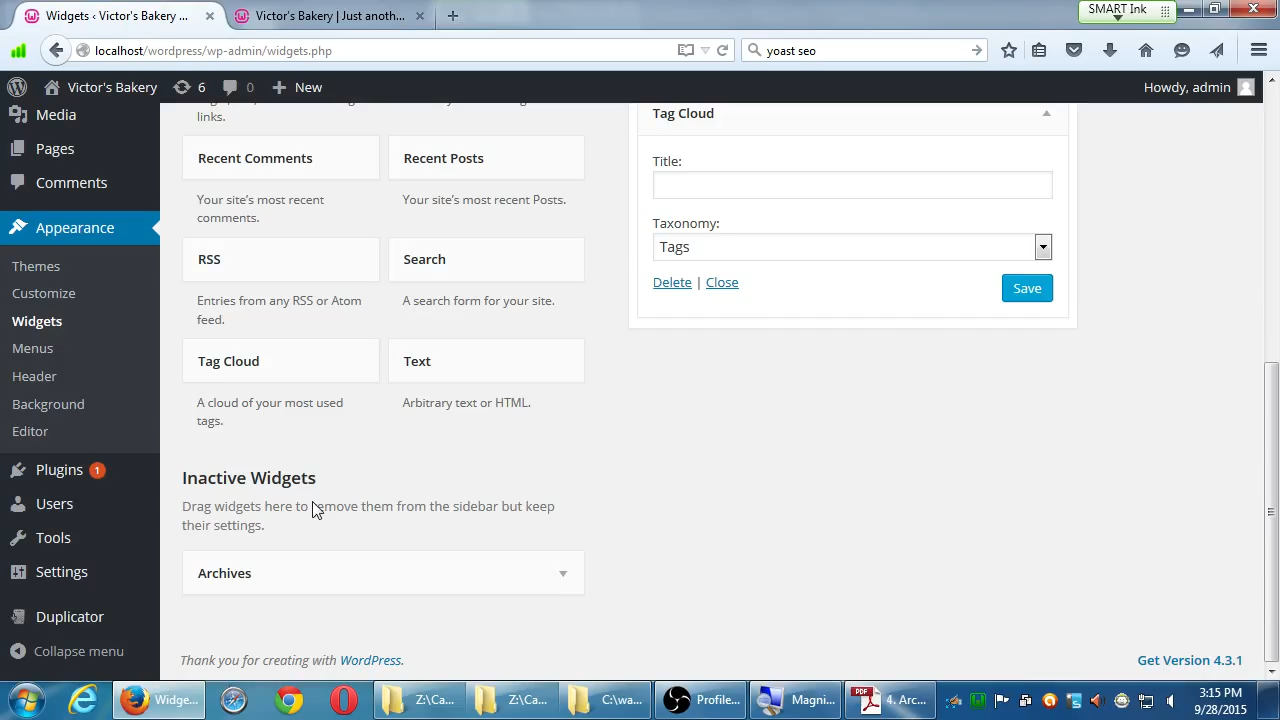 Widgets ‹ Victor's Bakery ...
Victor's Bakery | Just anoth...
SMART Ink
localhost/wordpress/wp-admin/widgets.php
yoast seo
Victor's Bakery
6
0
New
Howdy, admin
Media
Pages
Comments
Appearance
Themes
Customize
Widgets
Menus
Header
Background
Editor
Plugins 1
Users
Tools
Settings
Duplicator
Collapse menu
links.
Recent Comments
Your site's most recent
comments.
Recent Posts
Your site's most recent Posts.
RSS
Entries from any RSS or Atom
feed.
Search
A search form for your site.
Tag Cloud
A cloud of your most used
tags.
Text
Arbitrary text or HTML.
Inactive Widgets
Drag widgets here to remove them from the sidebar but keep
their settings.
Archives
Tag Cloud
Title:
Taxonomy:
Tags
Delete | Close
Save
Thank you for creating with WordPress.
Get Version 4.3.1
Widge...
Z:\Ca...
Z:\Ca...
C:\wa...
Profile...
Magni...
4. Arc...
3:15 PM
9/28/2015